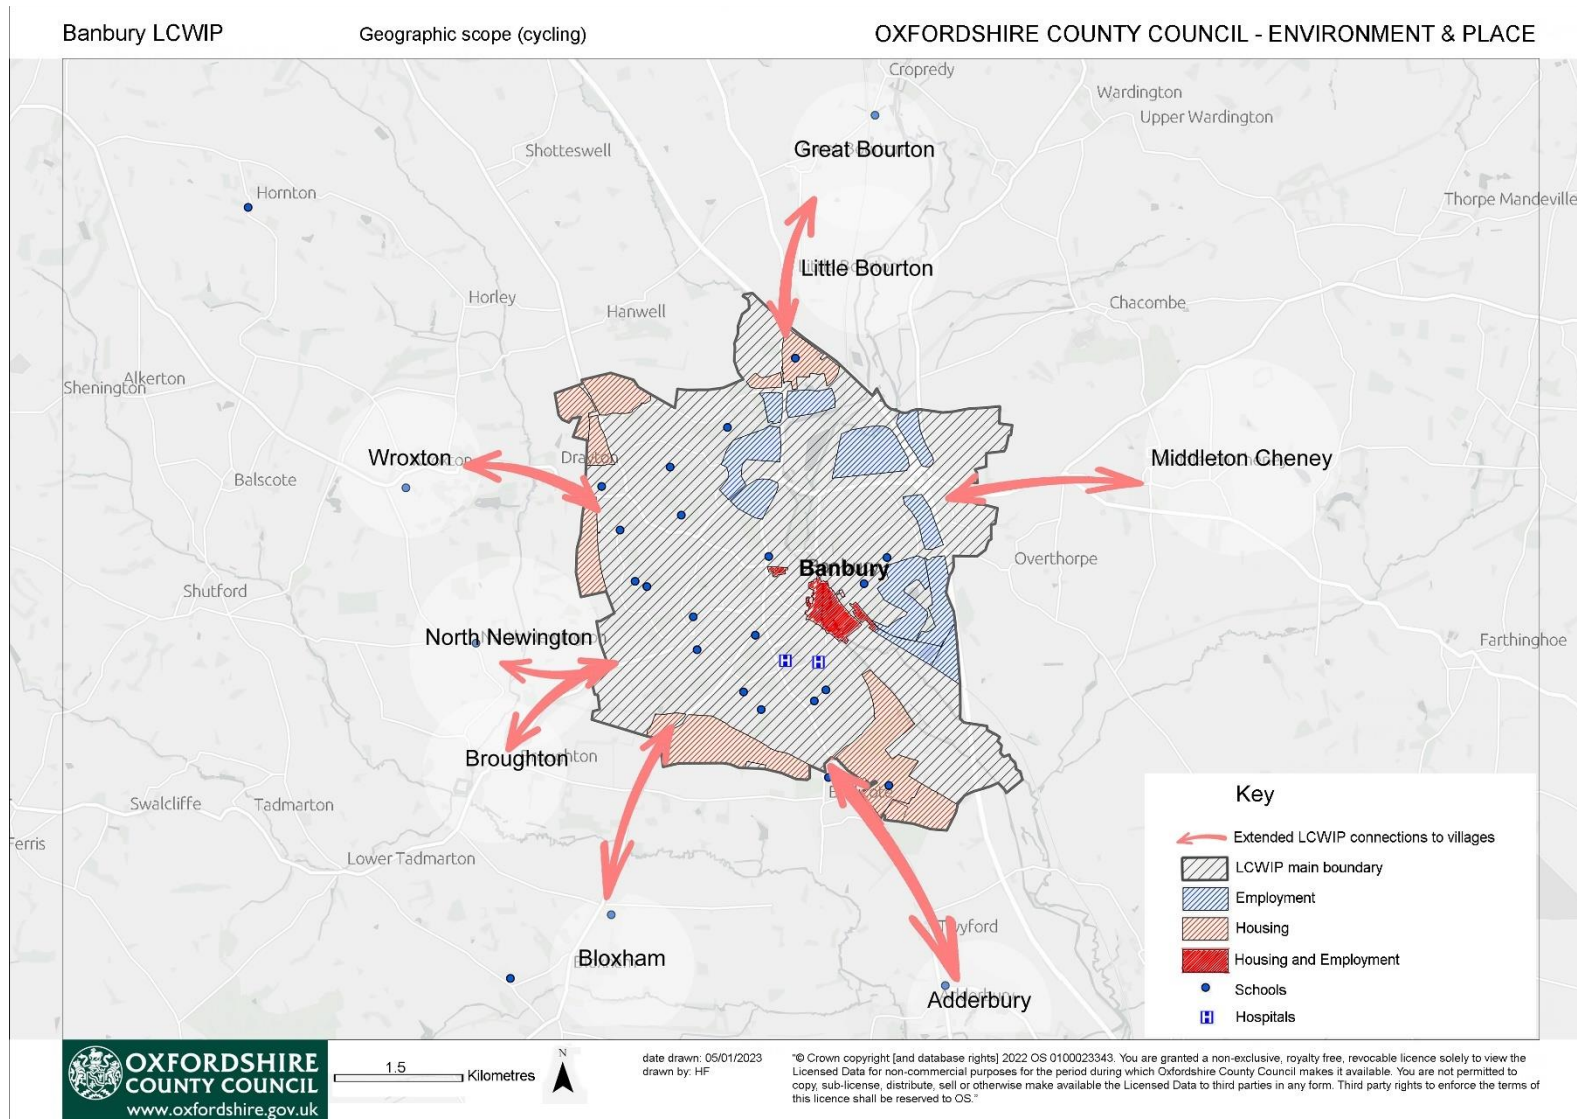 Banbury LCWIP
Geographic scope (cycling)
OXFORDSHIRE COUNTY COUNCIL - ENVIRONMENT & PLACE
Cropredy
Wardington
Upper Wardington
Great Bourton
Shotteswell
Hornton
Thorpe Mandeville
Little Bourton
Horley
Hanwell
Chacombe
Alkerton
Shenington
Wroxton
Drayton
Middleton Cheney
Balscote
Overthorpe
Banbury
Shutford
North Newington
Farthinghoe
H
H
Broughton
Swalcliffe
Tadmarton
Ferris
Lower Tadmarton
Twyford
Bloxham
Adderbury
Key
Extended LCWIP connections to villages
LCWIP main boundary
Employment
Housing
Housing and Employment
Schools
H Hospitals
OXFORDSHIRE
COUNTY COUNCIL
www.oxfordshire.gov.uk
1.5
Kilometres
N
date drawn: 05/01/2023
drawn by: HF
"© Crown copyright [and database rights] 2022 OS 0100023343. You are granted a non-exclusive, royalty free, revocable licence solely to view the
Licensed Data for non-commercial purposes for the period during which Oxfordshire County Council makes it available. You are not permitted to
copy, sub-license, distribute, sell or otherwise make available the Licensed Data to third parties in any form. Third party rights to enforce the terms of
this licence shall be reserved to OS."